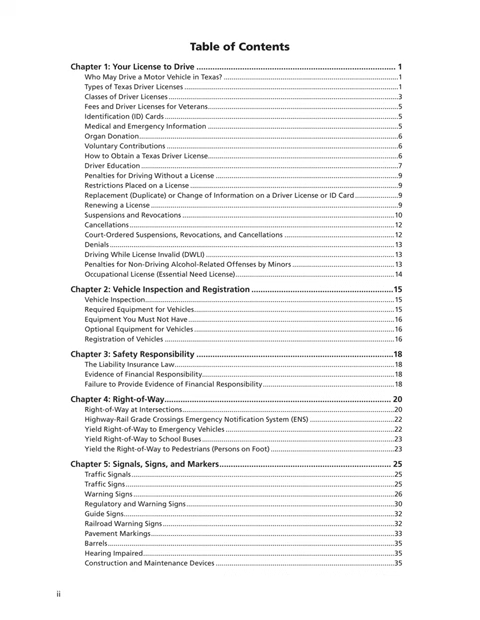 Table of Contents
Chapter 1: Your License to Drive ........ 1
Who May Drive a Motor Vehicle in Texas? ........ 1
Types of Texas Driver Licenses ........ 1
Classes of Driver Licenses ........ 3
Fees and Driver Licenses for Veterans ........ 5
Identification (ID) Cards ........ 5
Medical and Emergency Information ........ 5
Organ Donation ........ 6
Voluntary Contributions ........ 6
How to Obtain a Texas Driver License ........ 6
Driver Education ........ 7
Penalties for Driving Without a License ........ 9
Restrictions Placed on a License ........ 9
Replacement (Duplicate) or Change of Information on a Driver License or ID Card ........ 9
Renewing a License ........ 9
Suspensions and Revocations ........ 10
Cancellations ........ 12
Court-Ordered Suspensions, Revocations, and Cancellations ........ 12
Denials ........ 13
Driving While License Invalid (DWLI) ........ 13
Penalties for Non-Driving Alcohol-Related Offenses by Minors ........ 13
Occupational License (Essential Need License) ........ 14
Chapter 2: Vehicle Inspection and Registration ........ 15
Vehicle Inspection ........ 15
Required Equipment for Vehicles ........ 15
Equipment You Must Not Have ........ 16
Optional Equipment for Vehicles ........ 16
Registration of Vehicles ........ 16
Chapter 3: Safety Responsibility ........ 18
The Liability Insurance Law ........ 18
Evidence of Financial Responsibility ........ 18
Failure to Provide Evidence of Financial Responsibility ........ 18
Chapter 4: Right-of-Way ........ 20
Right-of-Way at Intersections ........ 20
Highway-Rail Grade Crossings Emergency Notification System (ENS) ........ 22
Yield Right-of-Way to Emergency Vehicles ........ 22
Yield Right-of-Way to School Buses ........ 23
Yield the Right-of-Way to Pedestrians (Persons on Foot) ........ 23
Chapter 5: Signals, Signs, and Markers ........ 25
Traffic Signals ........ 25
Traffic Signs ........ 25
Warning Signs ........ 26
Regulatory and Warning Signs ........ 30
Guide Signs ........ 32
Railroad Warning Signs ........ 32
Pavement Markings ........ 33
Barrels ........ 35
Hearing Impaired ........ 35
Construction and Maintenance Devices ........ 35
ii